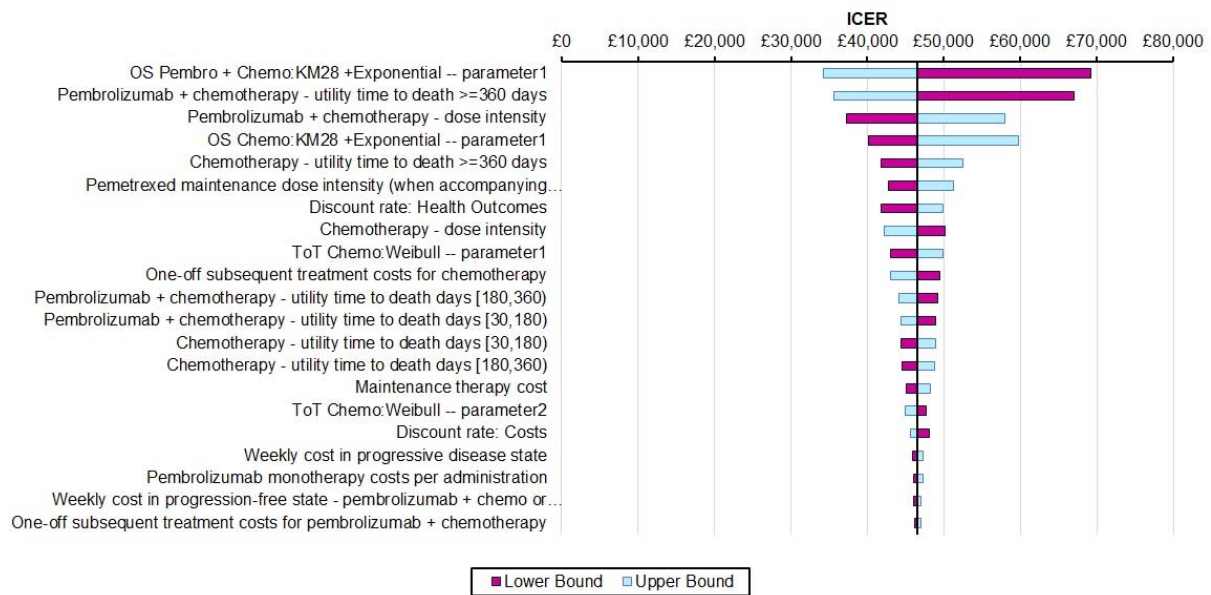 ICER
£0 £10,000 £20,000 £30,000 £40,000 £50,000 £60,000 £70,000 £80,000
OS Pembro + Chemo:KM28 +Exponential -- parameter1
Pembrolizumab + chemotherapy - utility time to death >=360 days
Pembrolizumab + chemotherapy - dose intensity
OS Chemo:KM28 +Exponential -- parameter1
Chemotherapy - utility time to death >=360 days
Pemetrexed maintenance dose intensity (when accompanying...
Discount rate: Health Outcomes
Chemotherapy - dose intensity
ToT Chemo:Weibull -- parameter1
One-off subsequent treatment costs for chemotherapy
Pembrolizumab + chemotherapy - utility time to death days [180,360)
Pembrolizumab + chemotherapy - utility time to death days [30,180)
Chemotherapy - utility time to death days [30,180)
Chemotherapy - utility time to death days [180,360)
Maintenance therapy cost
ToT Chemo:Weibull -- parameter2
Discount rate: Costs
Weekly cost in progressive disease state
Pembrolizumab monotherapy costs per administration
Weekly cost in progression-free state - pembrolizumab + chemo or...
One-off subsequent treatment costs for pembrolizumab + chemotherapy
Lower Bound Upper Bound